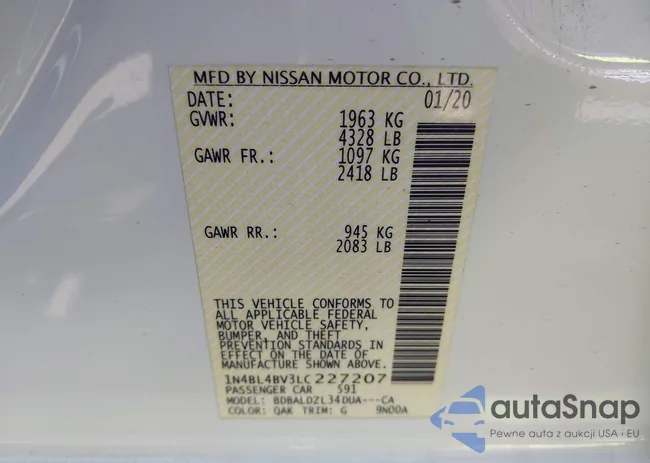 MFD BY NISSAN MOTOR CO., LTD.
DATE: 01/20
GVWR: 1963 KG
4328 LB
GAWR FR.: 1097 KG
2418 LB
GAWR RR.: 945 KG
2083 LB
THIS VEHICLE CONFORMS TO
ALL APPLICABLE FEDERAL
MOTOR VEHICLE SAFETY,
BUMPER, AND THEFT
PREVENTION STANDARDS IN
EFFECT ON THE DATE OF
MANUFACTURE SHOWN ABOVE.
1N4BL4BV3LC227207
PASSENGER CAR 591
MODEL: BDBALDZL34DUA---CA
COLOR: QAK TRIM: G 9N00A
autoSnap
Pewne auta z aukcji USA i EU